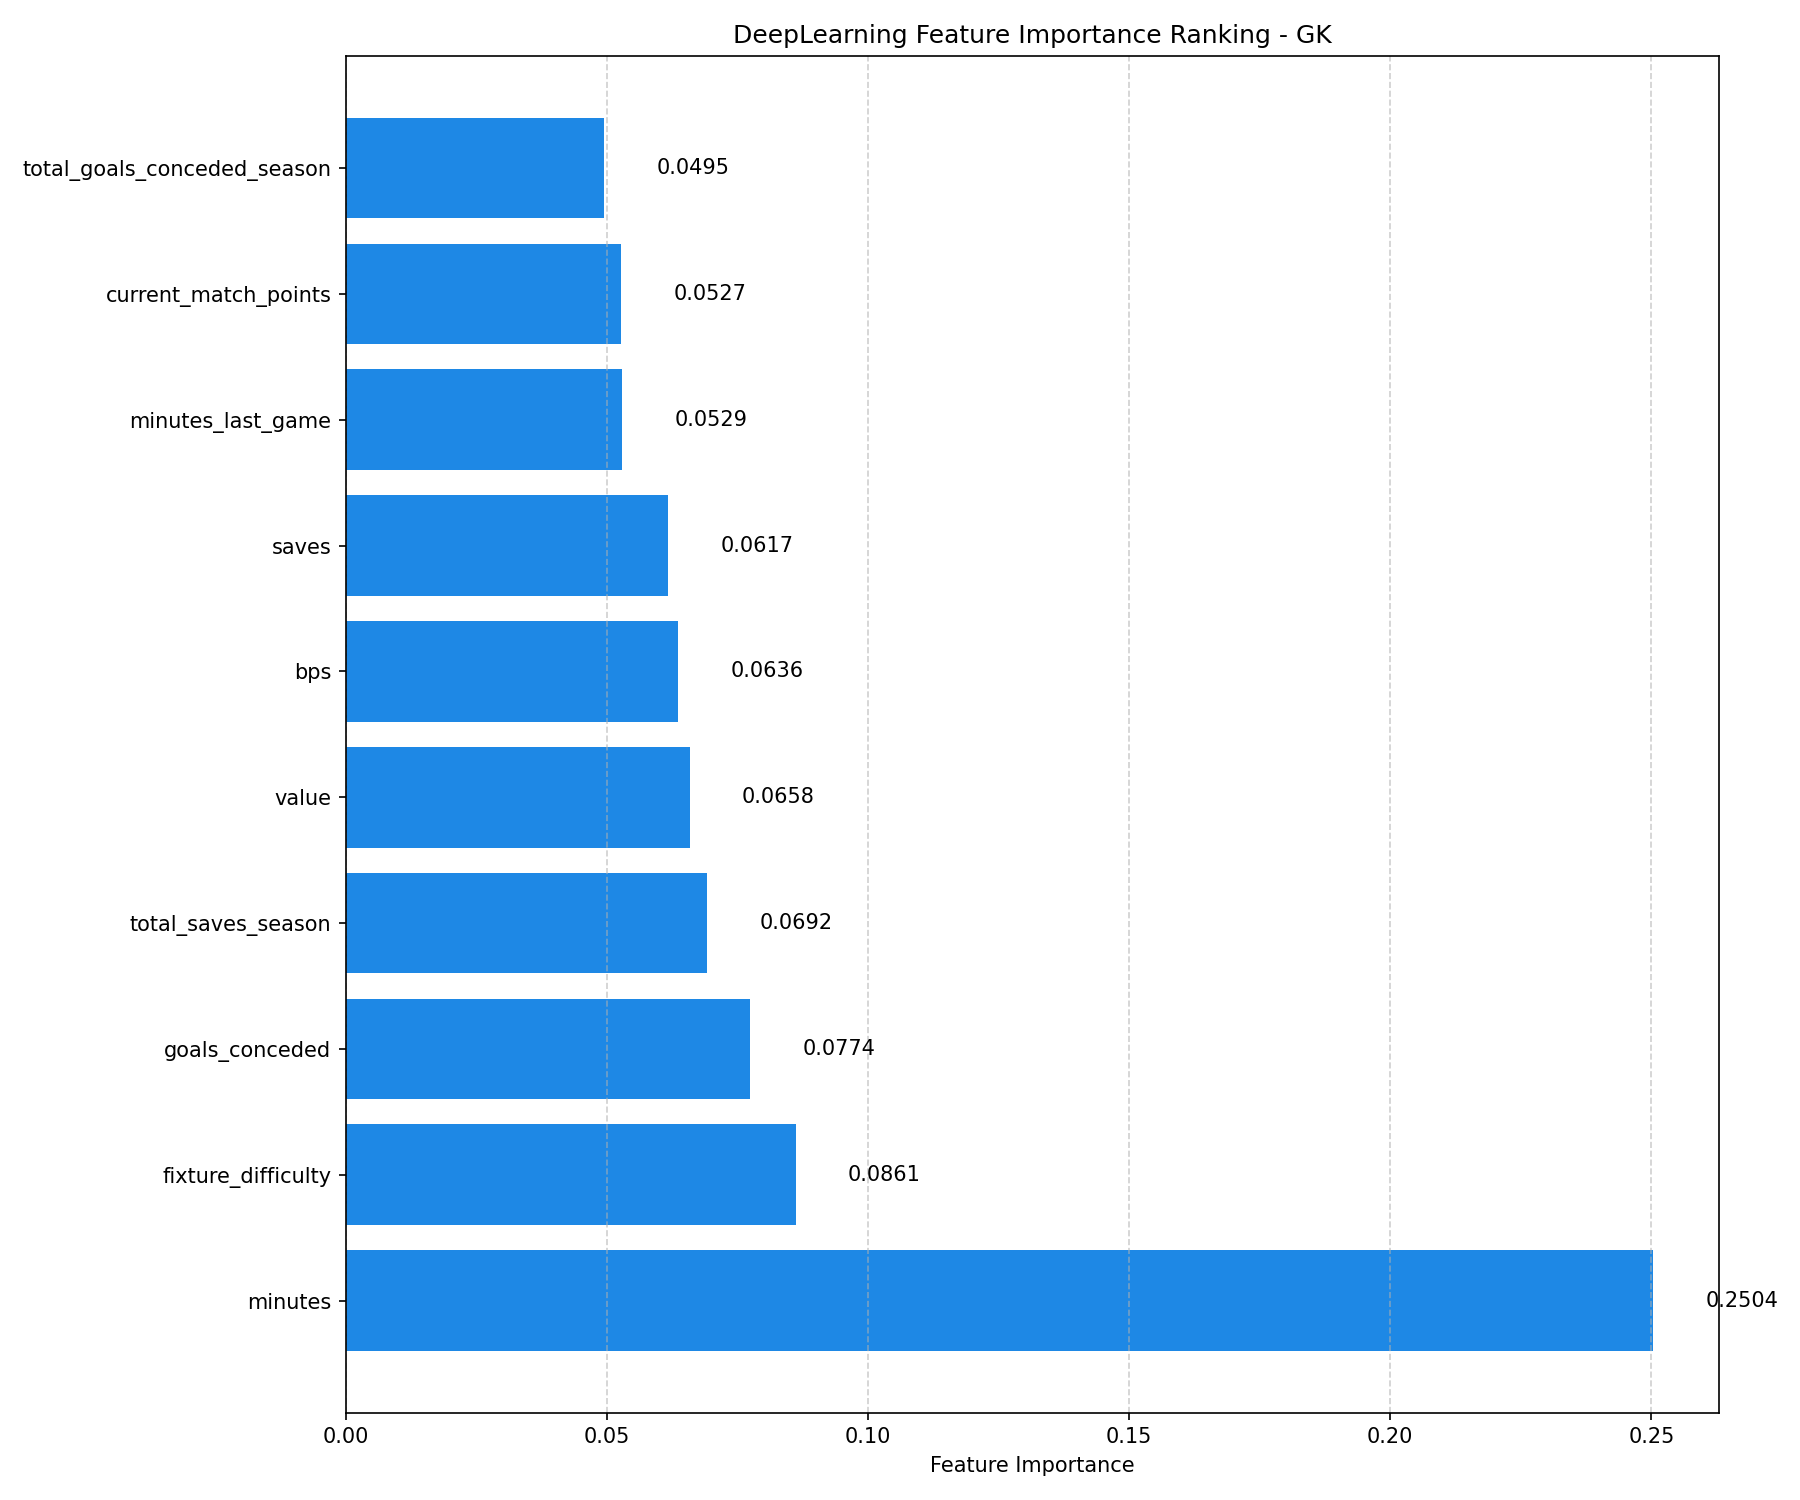 DeepLearning Feature Importance Ranking - GK
total_goals_conceded_season 0.0495
current_match_points 0.0527
minutes_last_game 0.0529
saves 0.0617
bps 0.0636
value 0.0658
total_saves_season 0.0692
goals_conceded 0.0774
fixture_difficulty 0.0861
minutes 0.2504
0.00 0.05 0.10 0.15 0.20 0.25
Feature Importance